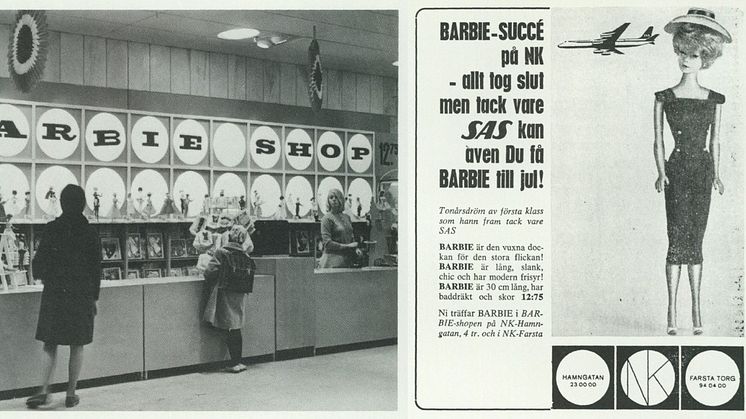 ARBIE SHOP
12:75
BARBIE-SUCCÉ
på NK
- allt tog slut
men tack vare
SAS kan
även Du få
BARBIE till jul!
Tonårsdröm av första klass
som hann fram tack vare
SAS
BARBIE är den vuxna doc-
kan för den stora flickan!
BARBIE är lång, slank,
chic och har modern frisyr!
BARBIE är 30 cm lång, har
baddräkt och skor 12:75
Ni träffar BARBIE i BAR-
BIE-shopen på NK-Hamn-
gatan, 4 tr. och i NK-Farsta
HAMNGATAN
23 00 00
NK
FARSTA TORG
94 04 00